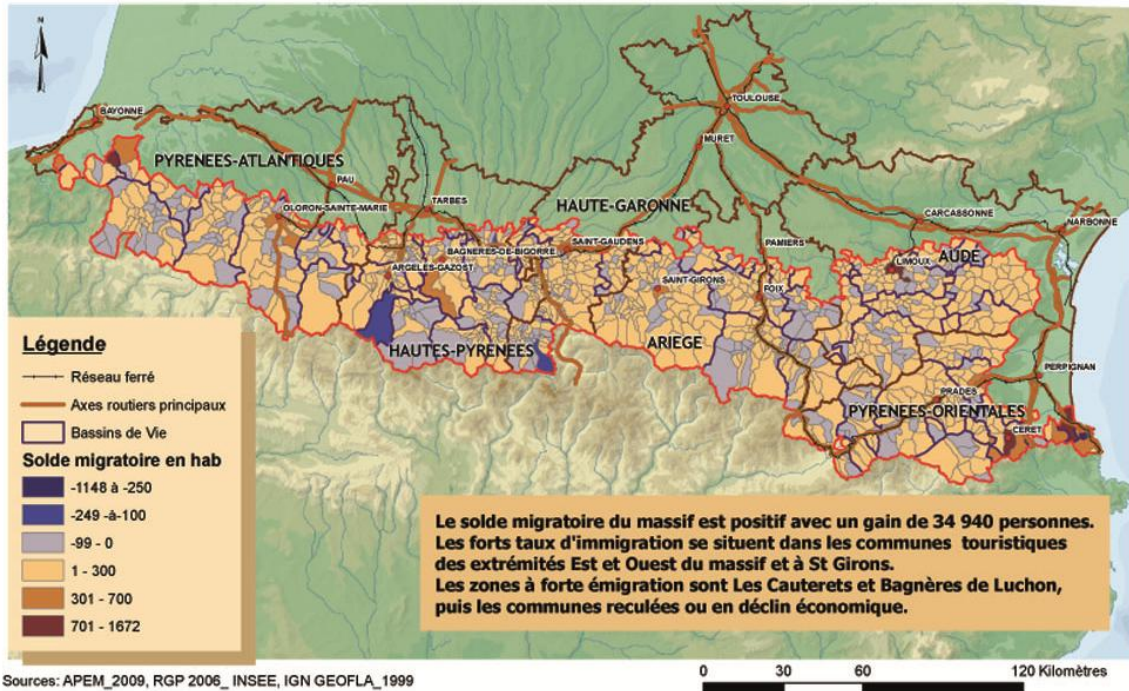 N
BAYONNE
TOULOUSE
MURET
PYRENEES-ATLANTIQUES
PAU
TARBES
HAUTE-GARONNE
CARCASSONNE
NARBONNE
OLORON-SAINTE-MARIE
SAINT-GAUDENS
PAMIERS
BAGNERES-DE-BIGORRE
LIMOUX
AUDE
ARGELES-GAZOST
SAINT-GIRONS
FOIX
HAUTES-PYRENEES
ARIEGE
PERPIGNAN
PRADES
PYRENEES-ORIENTALES
CERET
Légende
Réseau ferré
Axes routiers principaux
Bassins de Vie
Solde migratoire en hab
-1148 à -250
-249 -à-100
-99 - 0
1 - 300
301 - 700
701 - 1672
Le solde migratoire du massif est positif avec un gain de 34 940 personnes.
Les forts taux d'immigration se situent dans les communes touristiques
des extrémités Est et Ouest du massif et à St Girons.
Les zones à forte émigration sont Les Cauterets et Bagnères de Luchon,
puis les communes reculées ou en déclin économique.
Sources: APEM_2009, RGP 2006_ INSEE, IGN GEOFLA_1999
0 30 60 120 Kilomètres